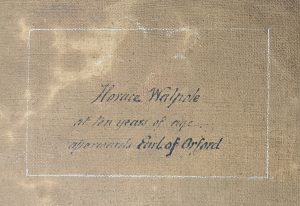 Horace Walpole
at ten years of age
afterwards Earl of Orford